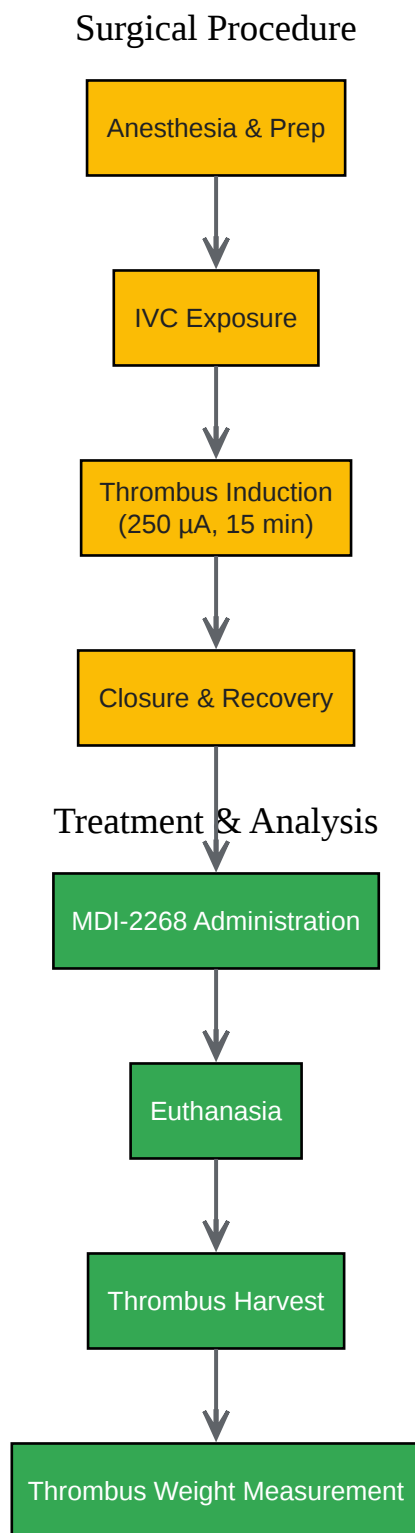 Surgical Procedure
Anesthesia & Prep
IVC Exposure
Thrombus Induction
(250 µA, 15 min)
Closure & Recovery
Treatment & Analysis
MDI-2268 Administration
Euthanasia
Thrombus Harvest
Thrombus Weight Measurement